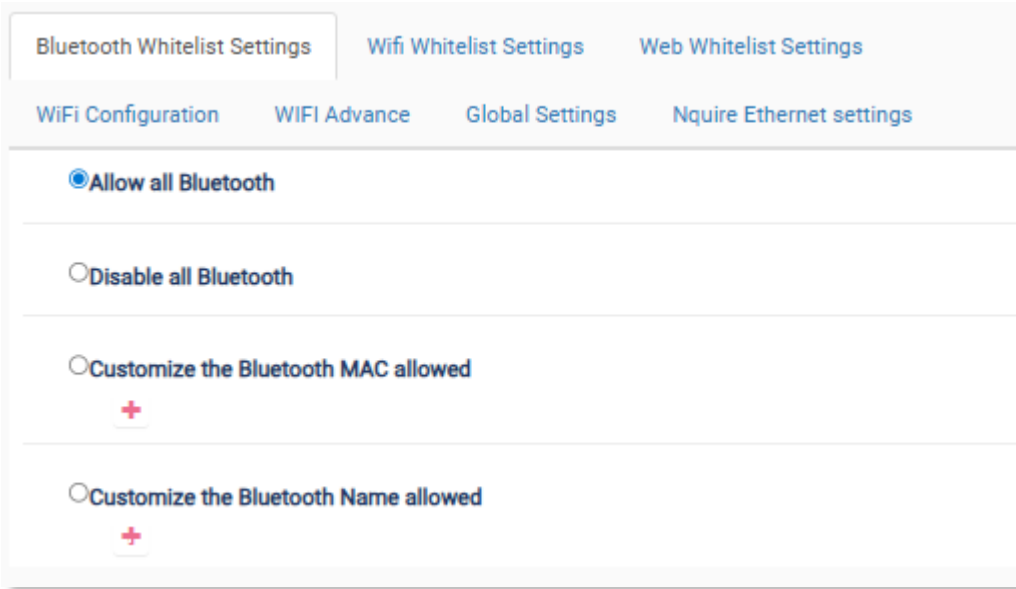 Bluetooth Whitelist Settings Wifi Whitelist Settings Web Whitelist Settings
WiFi Configuration WIFI Advance Global Settings Nquire Ethernet settings
Allow all Bluetooth
Disable all Bluetooth
Customize the Bluetooth MAC allowed
Customize the Bluetooth Name allowed